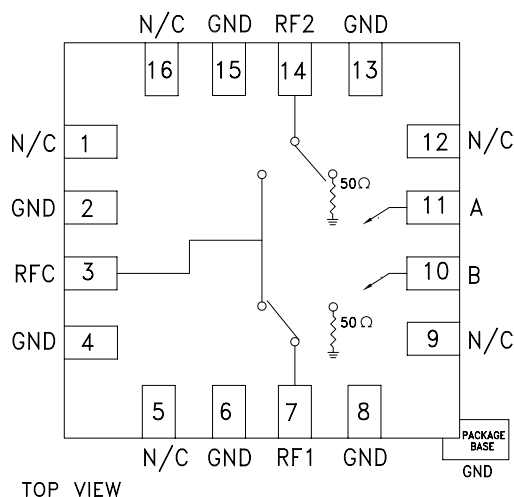 N/C GND RF2 GND
16 15 14 13
N/C 1 12 N/C
50Ω
GND 2 11 A
RFC 3 10 B
50Ω
GND 4 9 N/C
5 6 7 8
N/C GND RF1 GND
PACKAGE
BASE
GND
TOP VIEW